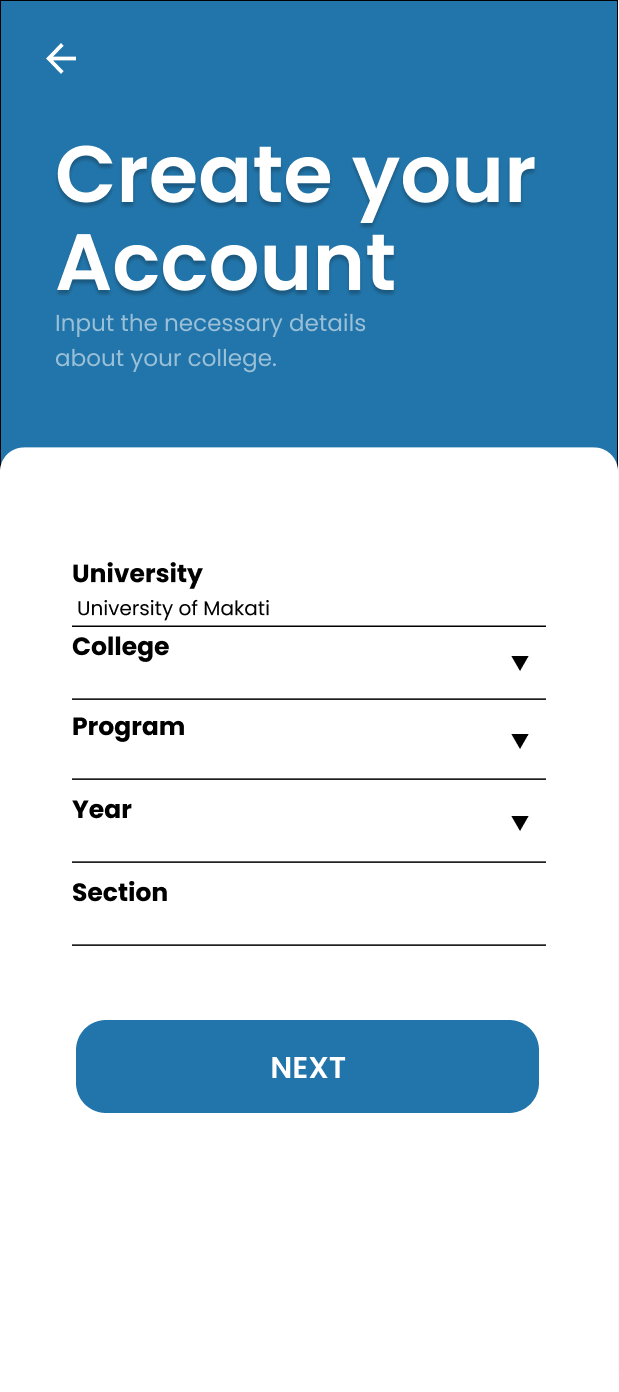 Create your
Account
Input the necessary details
about your college.
University
University of Makati
College
Program
Year
Section
NEXT